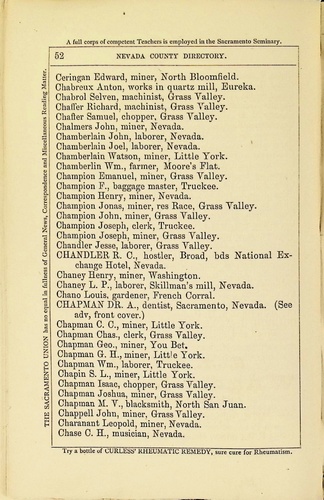 A full corps of competent Teachers is employed in the Sacramento Seminary.
52 NEVADA COUNTY DIRECTORY.
Ceringan Edward, miner, North Bloomfield.
Chabreux Anton, works in quartz mill, Eureka.
Chabrol Selven, machinist, Grass Valley.
Chaffer Richard, machinist, Grass Valley.
Chafter Samuel, chopper, Grass Valley.
Chalmers John, miner, Nevada.
Chamberlain John, laborer, Nevada.
Chamberlain Joel, laborer, Nevada.
Chamberlain Watson, miner, Little York.
Chamberlin Wm., farmer, Moore's Flat.
Champion Emanuel, miner, Grass Valley.
Champion F., baggage master, Truckee.
Champion Henry, miner, Nevada.
Champion Jonas, miner, res Race, Grass Valley.
Champion John, miner, Grass Valley.
Champion Joseph, clerk, Truckee.
Champion Joseph, miner, Grass Valley.
Chandler Jesse, laborer, Grass Valley.
CHANDLER R. C., hostler, Broad, bds National Ex-
change Hotel, Nevada.
Chaney Henry, miner, Washington.
Chaney L. P., laborer, Skillman's mill, Nevada.
Chano Louis, gardener, French Corral.
CHAPMAN DR. A., dentist, Sacramento, Nevada. (See
adv, front cover.)
Chapman C. C., miner, Little York.
Chapman Chas., clerk, Grass Valley.
Chapman Geo., miner, You Bet.
Chapman G. H., miner, Little York.
Chapman Wm., laborer, Truckee.
Chapin S. L., miner, Little York.
Chapman Isaac, chopper, Grass Valley.
Chapman Joshua, miner, Grass Valley.
Chapman M. V., blacksmith, North San Juan.
Chappell John, miner, Grass Valley.
Charanant Leopold, miner, Nevada.
Chase C. H., musician, Nevada.
Try a bottle of CURLESS' RHEUMATIC REMEDY, sure cure for Rheumatism.
THE SACRAMENTO UNION has no equal in fullness of General News, Correspondence and Miscellaneous Reading Matter.